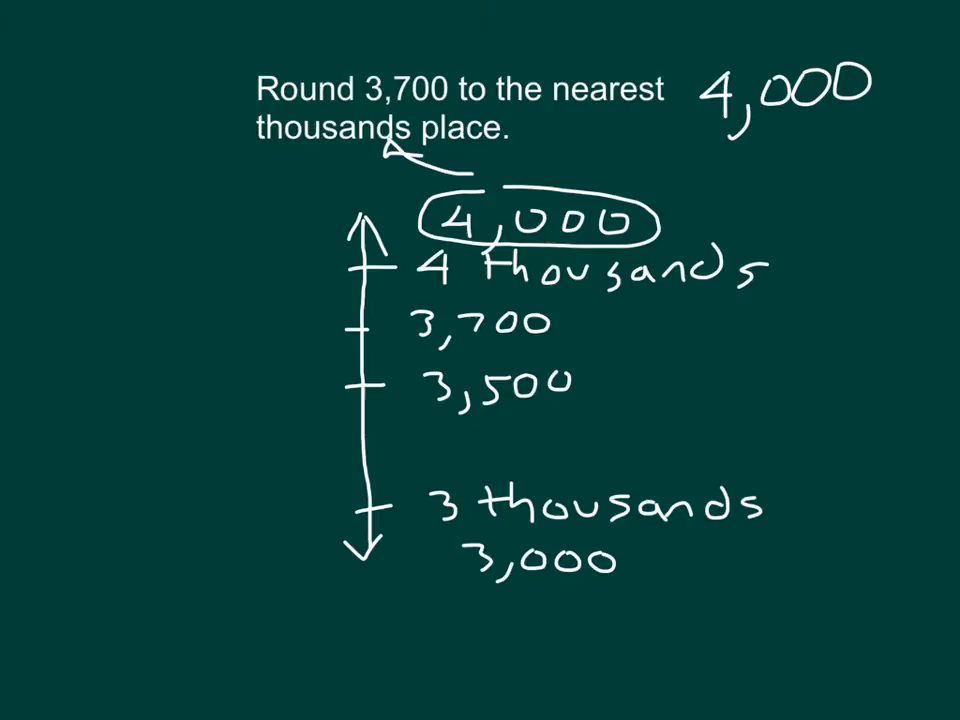 Round 3,700 to the nearest 4,000
thousands place.
4,000
4 thousands
3,700
3,500
3 thousands
3,000